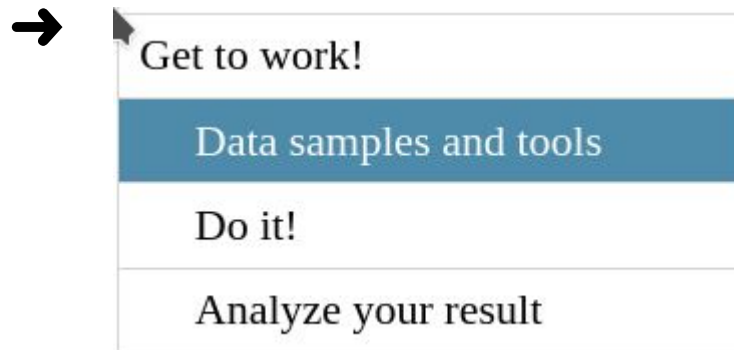 Get to work!
Data samples and tools
Do it!
Analyze your result